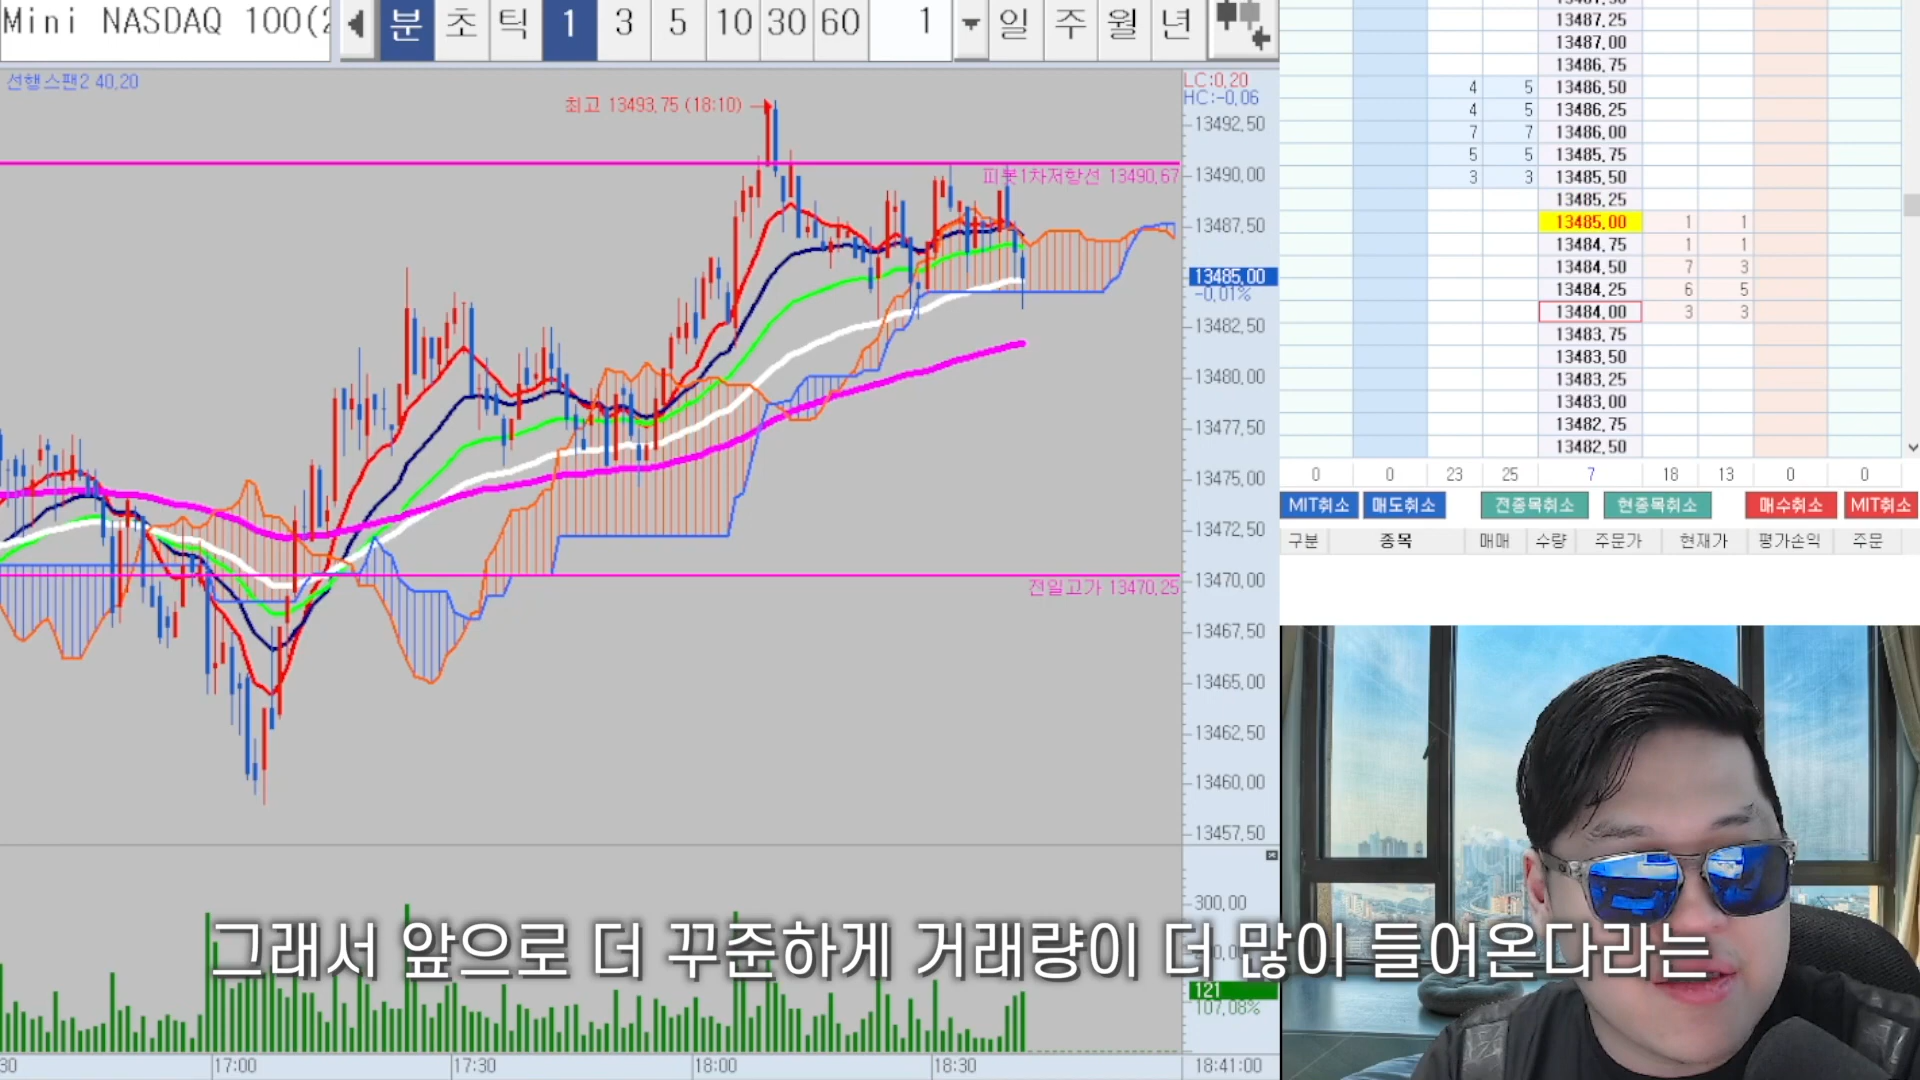 Mini NASDAQ 100(2
분 초 틱 1 3 5 10 30 60 1 일 주 월 년
선행스팬2 40,20
최고 13493,75 (18:10)
LC:0,20
HC:-0,06
13492,50
13490,00
피봇1차저항선 13490,67
13487,50
13485,00
-0,01%
13482,50
13480,00
13477,50
13475,00
13472,50
13470,00
전일고가 13470,25
13467,50
13465,00
13462,50
13460,00
13457,50
300,00
121
107,08%
17:00 17:30 18:00 18:30 18:41:00
13487,25
13487,00
13486,75
4 5 13486,50
4 5 13486,25
7 7 13486,00
5 5 13485,75
3 3 13485,50
13485,25
13485,00 1 1
13484,75 1 1
13484,50 7 3
13484,25 6 5
13484,00 3 3
13483,75
13483,50
13483,25
13483,00
13482,75
13482,50
0 0 23 25 7 18 13 0 0
MIT취소 매도취소 전종목취소 현종목취소 매수취소 MIT취소
구분 종목 매매 수량 주문가 현재가 평가손익 주문
그래서 앞으로 더 꾸준하게 거래량이 더 많이 들어온다라는